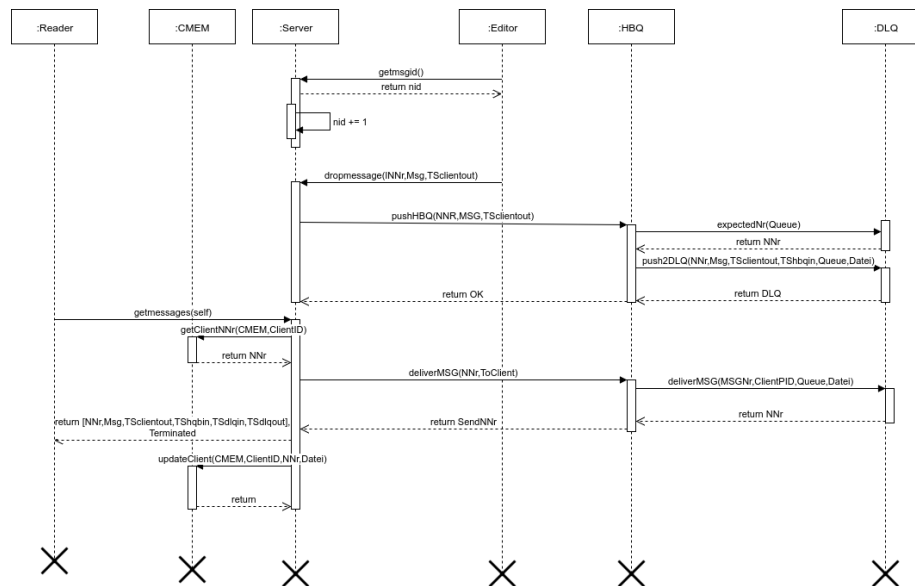 :Reader
:CMEM
:Server
:Editor
:HBQ
:DLQ
getmsgid()
return nid
nid += 1
dropmessage(INNr,Msg,TSclientout)
pushHBQ(NNR,MSG,TSclientout)
expectedNr(Queue)
return NNr
push2DLQ(NNr,Msg,TSclientout,TShbqin,Queue,Datei)
return OK
return DLQ
getmessages(self)
getClientNNr(CMEM,ClientID)
return NNr
deliverMSG(NNr,ToClient)
deliverMSG(MSGNr,ClientPID,Queue,Datei)
return NNr
return [NNr,Msg,TSclientout,TShqbin,TSdlqin,TSdlqout],
Terminated
return SendNNr
updateClient(CMEM,ClientID,NNr,Datei)
return